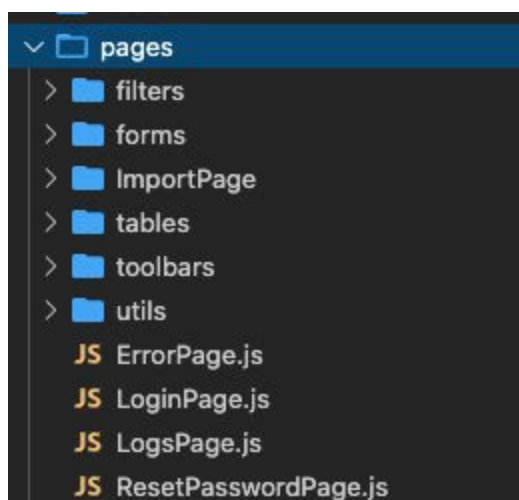 pages
filters
forms
ImportPage
tables
toolbars
utils
JS ErrorPage.js
JS LoginPage.js
JS LogsPage.js
JS ResetPasswordPage.js